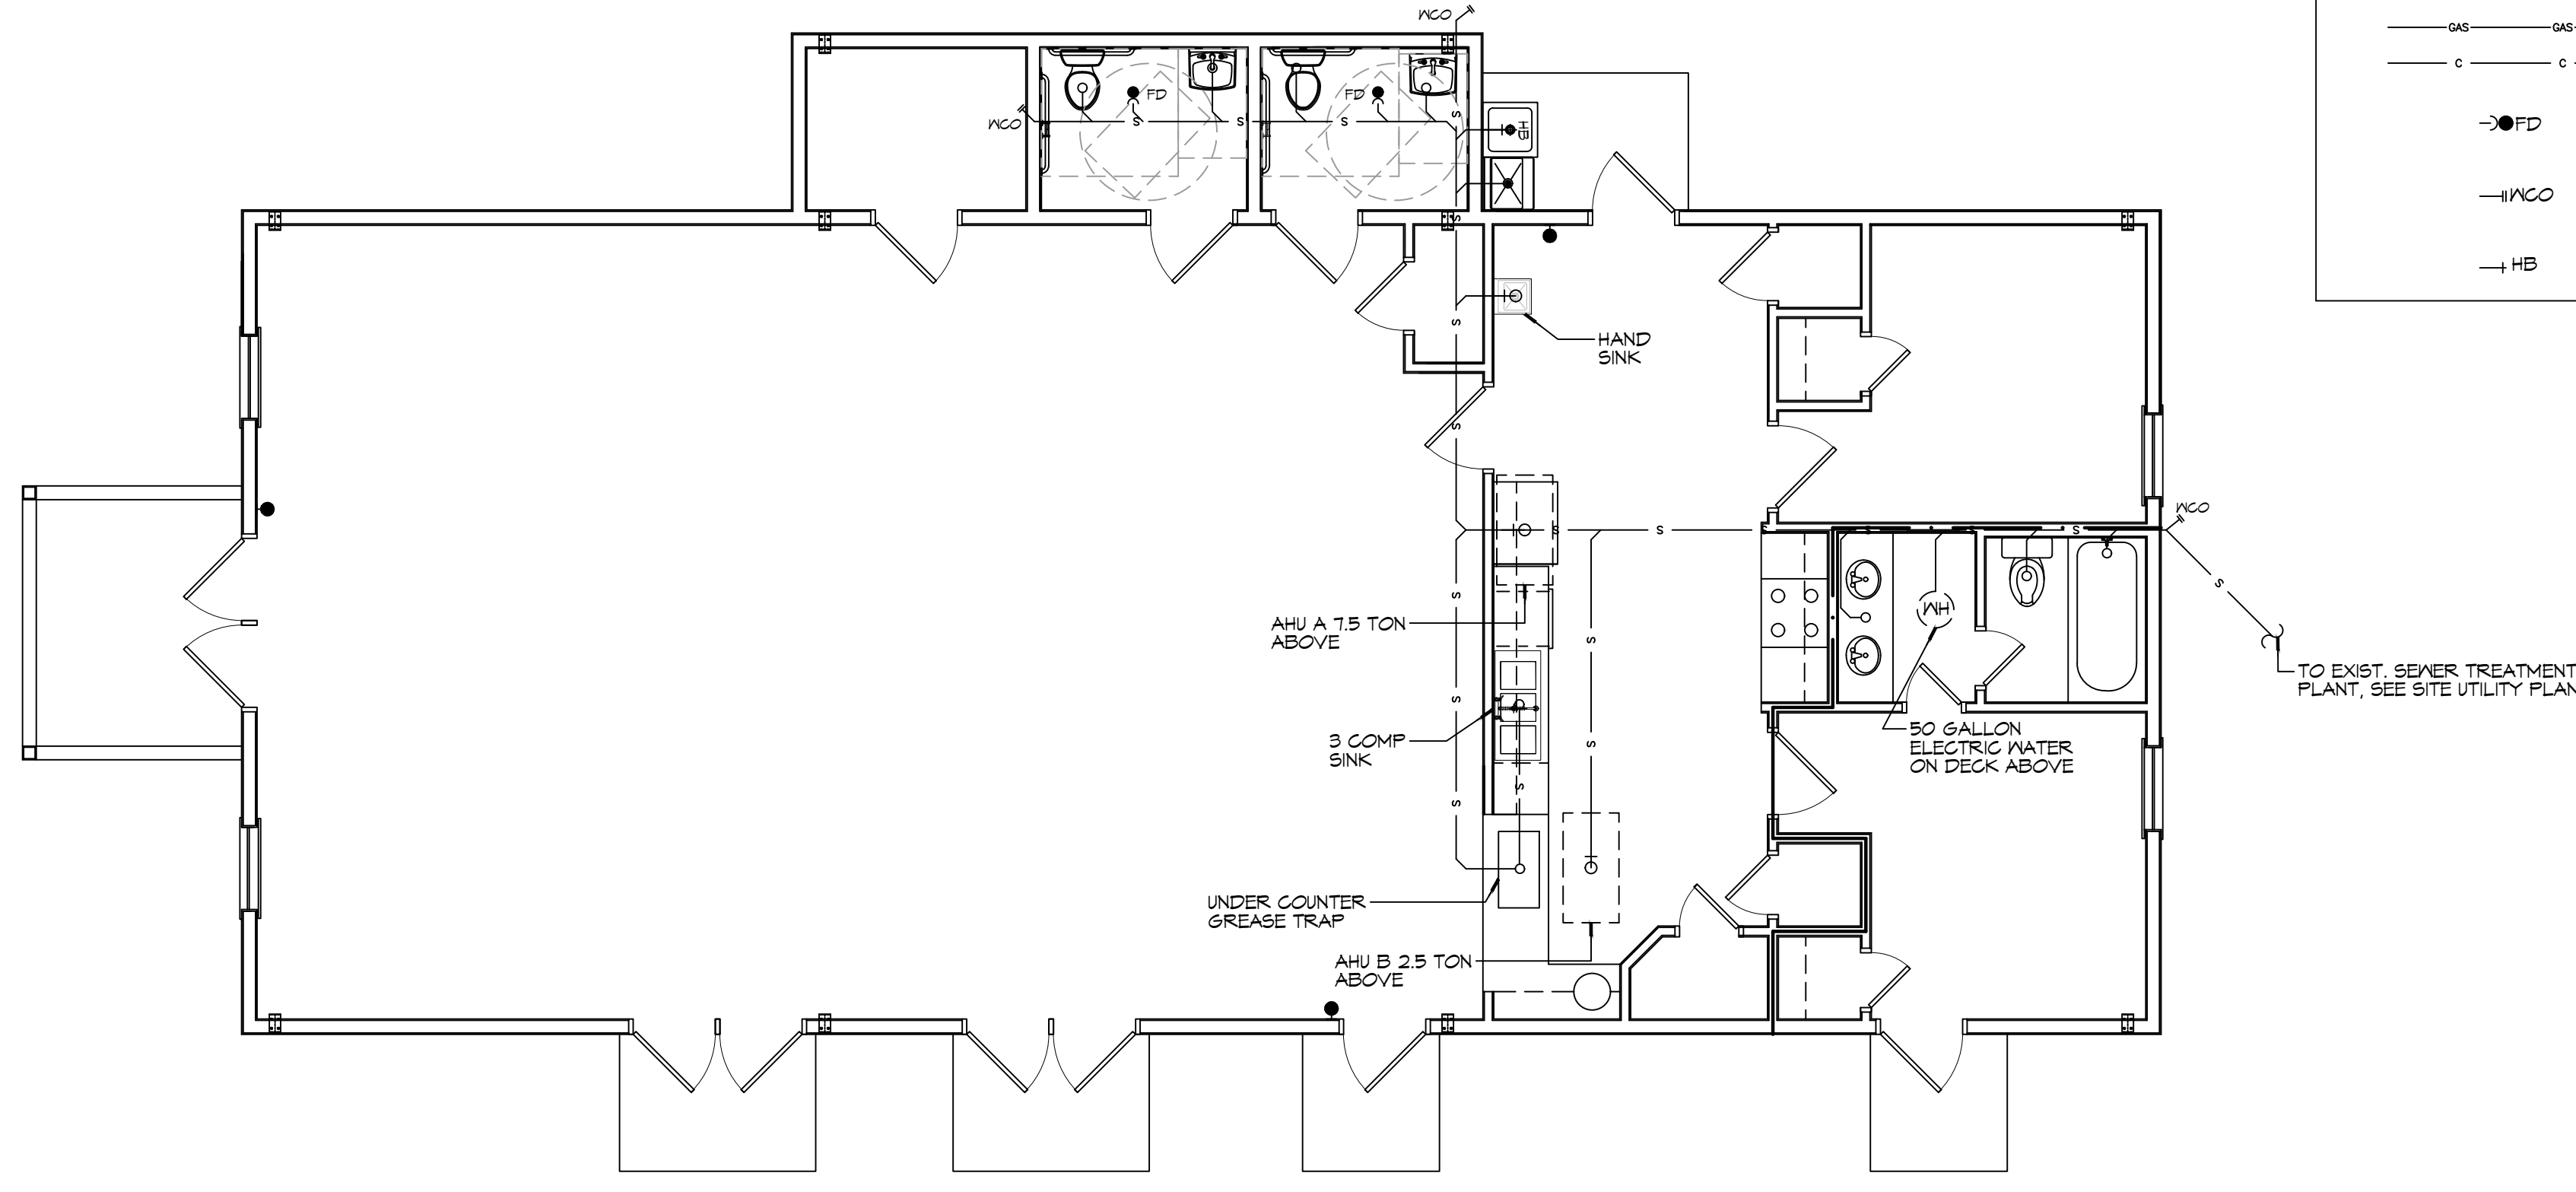 WCO
GAS GAS
C C
FD
WCO
HB
FD
FD
WCO
S S S
S
HB
S
S
HAND
SINK
S
WCO
S S S S S S
S
S
AHU A 7.5 TON
ABOVE
S
WH
TO EXIST. SEWER TREATMENT
PLANT, SEE SITE UTILITY PLAN
S
3 COMP
SINK
S
50 GALLON
ELECTRIC WATER
ON DECK ABOVE
S
S
UNDER COUNTER
GREASE TRAP
AHU B 2.5 TON
ABOVE